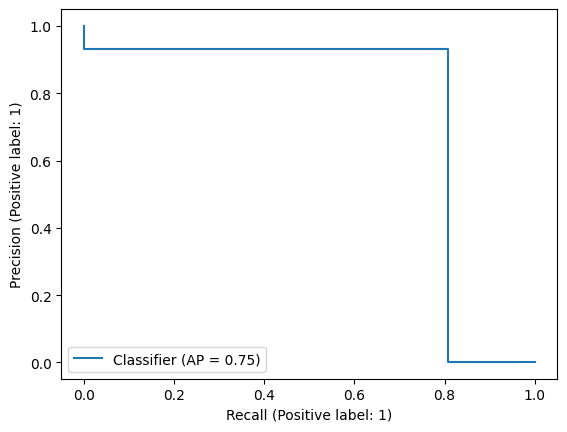 1.0
0.8
0.6
0.4
0.2
0.0
Precision (Positive label: 1)
Classifier (AP = 0.75)
0.0 0.2 0.4 0.6 0.8 1.0
Recall (Positive label: 1)